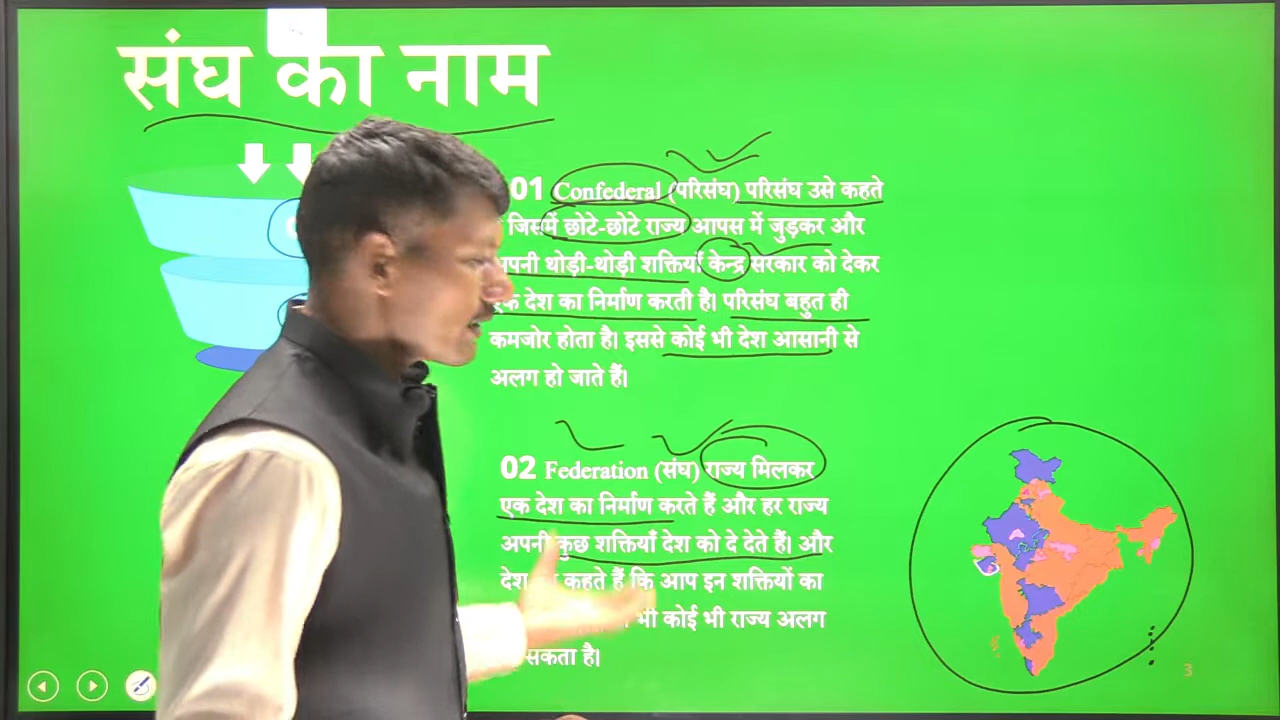 संघ का नाम
01 Confederal (परिसंघ) परिसंघ उसे कहते
जिसमें छोटे-छोटे राज्य आपस में जुड़कर और
थोड़ी-थोड़ी शक्तियाँ केन्द्र सरकार को देकर
एक देश का निर्माण करती है। परिसंघ बहुत ही
कमजोर होता है। इससे कोई भी देश आसानी से
अलग हो जाते हैं।
02 Federation (संघ) राज्य मिलकर
एक देश का निर्माण करते हैं और हर राज्य
अपनी कुछ शक्तियाँ देश को दे देते हैं। और
देश कहते हैं कि आप इन शक्तियों का
भी कोई भी राज्य अलग
सकता है।
3